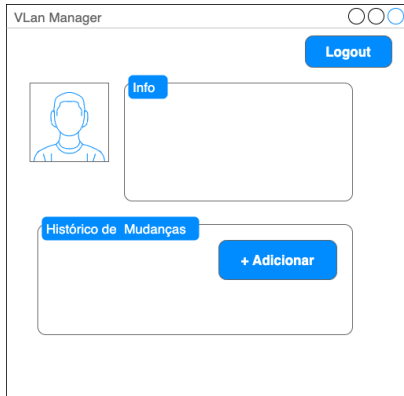 VLan Manager
Logout
Info
Histórico de  Mudanças
+ Adicionar